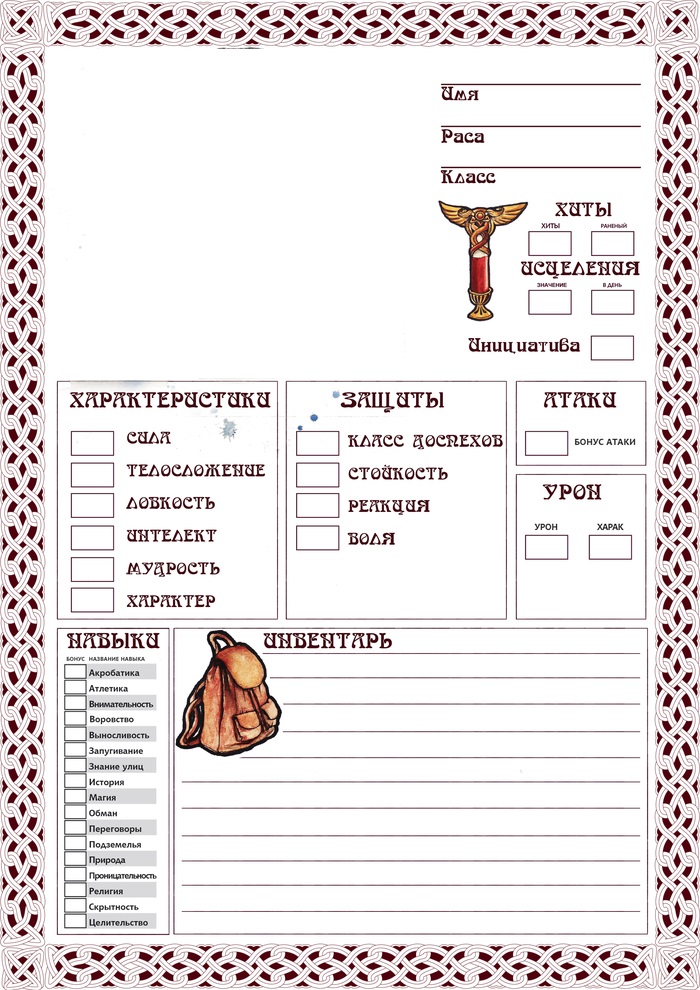 Имя
Раса
Класс
ХИТЫ
ХИТЫ РАНЕНЫЙ
ИСЦЕЛЕНИЯ
ЗНАЧЕНИЕ В ДЕНЬ
Инициатива
ХАРАКТЕРИСТИКИ
СИЛА
ТЕЛОСЛОЖЕНИЕ
ЛОВКОСТЬ
ИНТЕЛЕКТ
МУДРОСТЬ
ХАРАКТЕР
ЗАЩИТЫ
КЛАСС ДОСПЕХОВ
СТОЙКОСТЬ
РЕАКЦИЯ
ВОЛЯ
АТАКИ
БОНУС АТАКИ
УРОН
УРОН ХАРАК
НАВЫКИ
БОНУС НАЗВАНИЕ НАВЫКА
Акробатика
Атлетика
Внимательность
Воровство
Выносливость
Запугивание
Знание улиц
История
Магия
Обман
Переговоры
Подземелья
Природа
Проницательность
Религия
Скрытность
Целительство
ИНВЕНТАРЬ